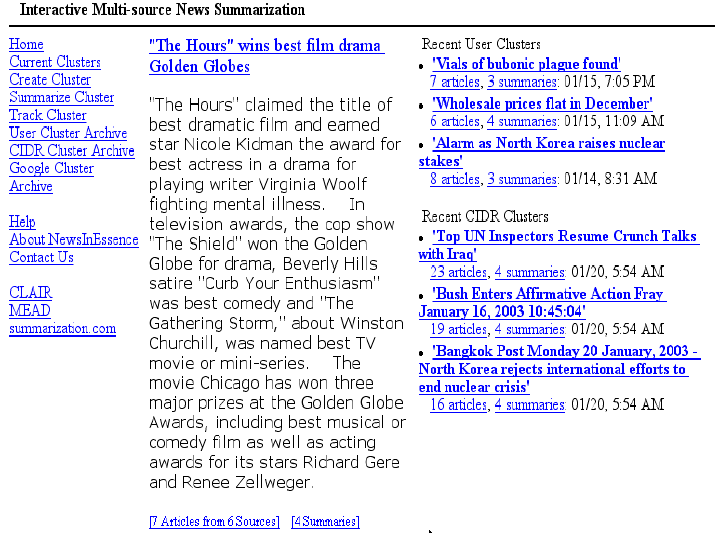 Interactive Multi-source News Summarization
Home
Current Clusters
Create Cluster
Summarize Cluster
Track Cluster
User Cluster Archive
CIDR Cluster Archive
Google Cluster
Archive
Help
About NewsInEssence
Contact Us
CLAIR
MEAD
summarization.com
"The Hours" wins best film drama
Golden Globes
"The Hours" claimed the title of
best dramatic film and earned
star Nicole Kidman the award for
best actress in a drama for
playing writer Virginia Woolf
fighting mental illness. In
television awards, the cop show
"The Shield" won the Golden
Globe for drama, Beverly Hills
satire "Curb Your Enthusiasm"
was best comedy and "The
Gathering Storm," about Winston
Churchill, was named best TV
movie or mini-series. The
movie Chicago has won three
major prizes at the Golden Globe
Awards, including best musical or
comedy film as well as acting
awards for its stars Richard Gere
and Renee Zellweger.
[7 Articles from 6 Sources] [4 Summaries]
Recent User Clusters
• 'Vials of bubonic plague found'
7 articles, 3 summaries: 01/15, 7:05 PM
• 'Wholesale prices flat in December'
6 articles, 4 summaries: 01/15, 11:09 AM
• 'Alarm as North Korea raises nuclear
stakes'
8 articles, 3 summaries: 01/14, 8:31 AM
Recent CIDR Clusters
• 'Top UN Inspectors Resume Crunch Talks
with Iraq'
23 articles, 4 summaries: 01/20, 5:54 AM
• 'Bush Enters Affirmative Action Fray
January 16, 2003 10:45:04'
19 articles, 4 summaries: 01/20, 5:54 AM
• 'Bangkok Post Monday 20 January, 2003 -
North Korea rejects international efforts to
end nuclear crisis'
16 articles, 4 summaries: 01/20, 5:54 AM